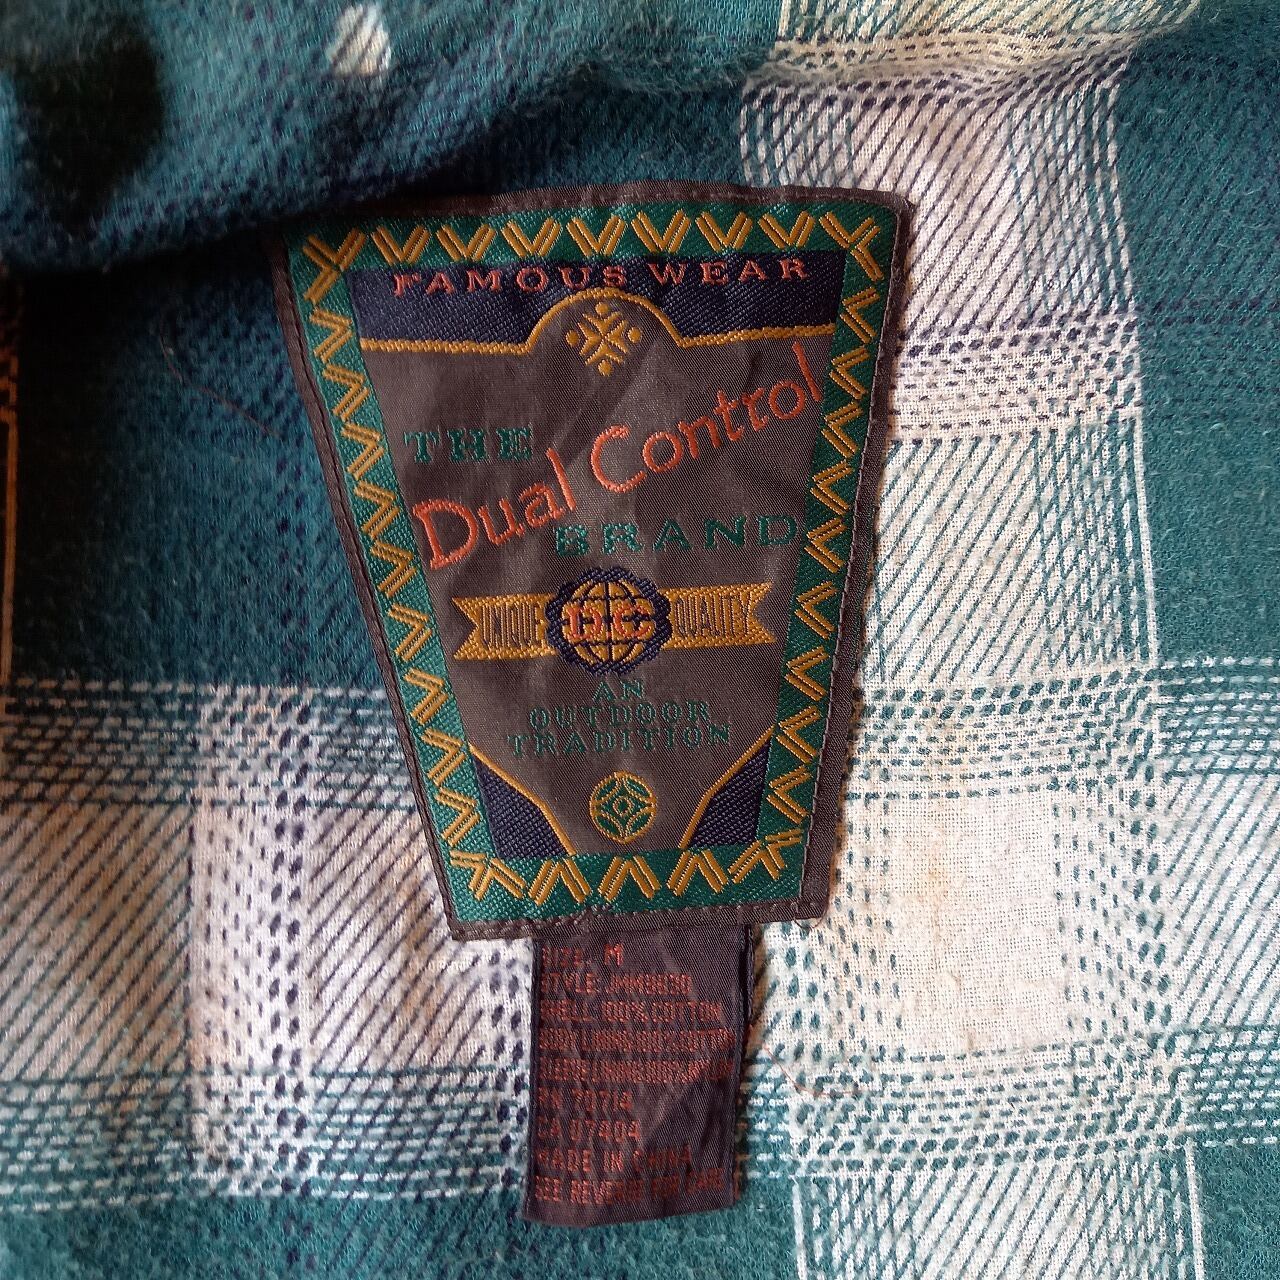 FAMOUS WEAR
THE
Dual Control
BRAND
UNIQUE D.C. QUALITY
AN
OUTDOOR
TRADITION
SIZE: M
STYLE:
SHELL: 100% COTTON
RN 70714
CA 07404
MADE IN CHINA
SEE REVERSE FOR CARE